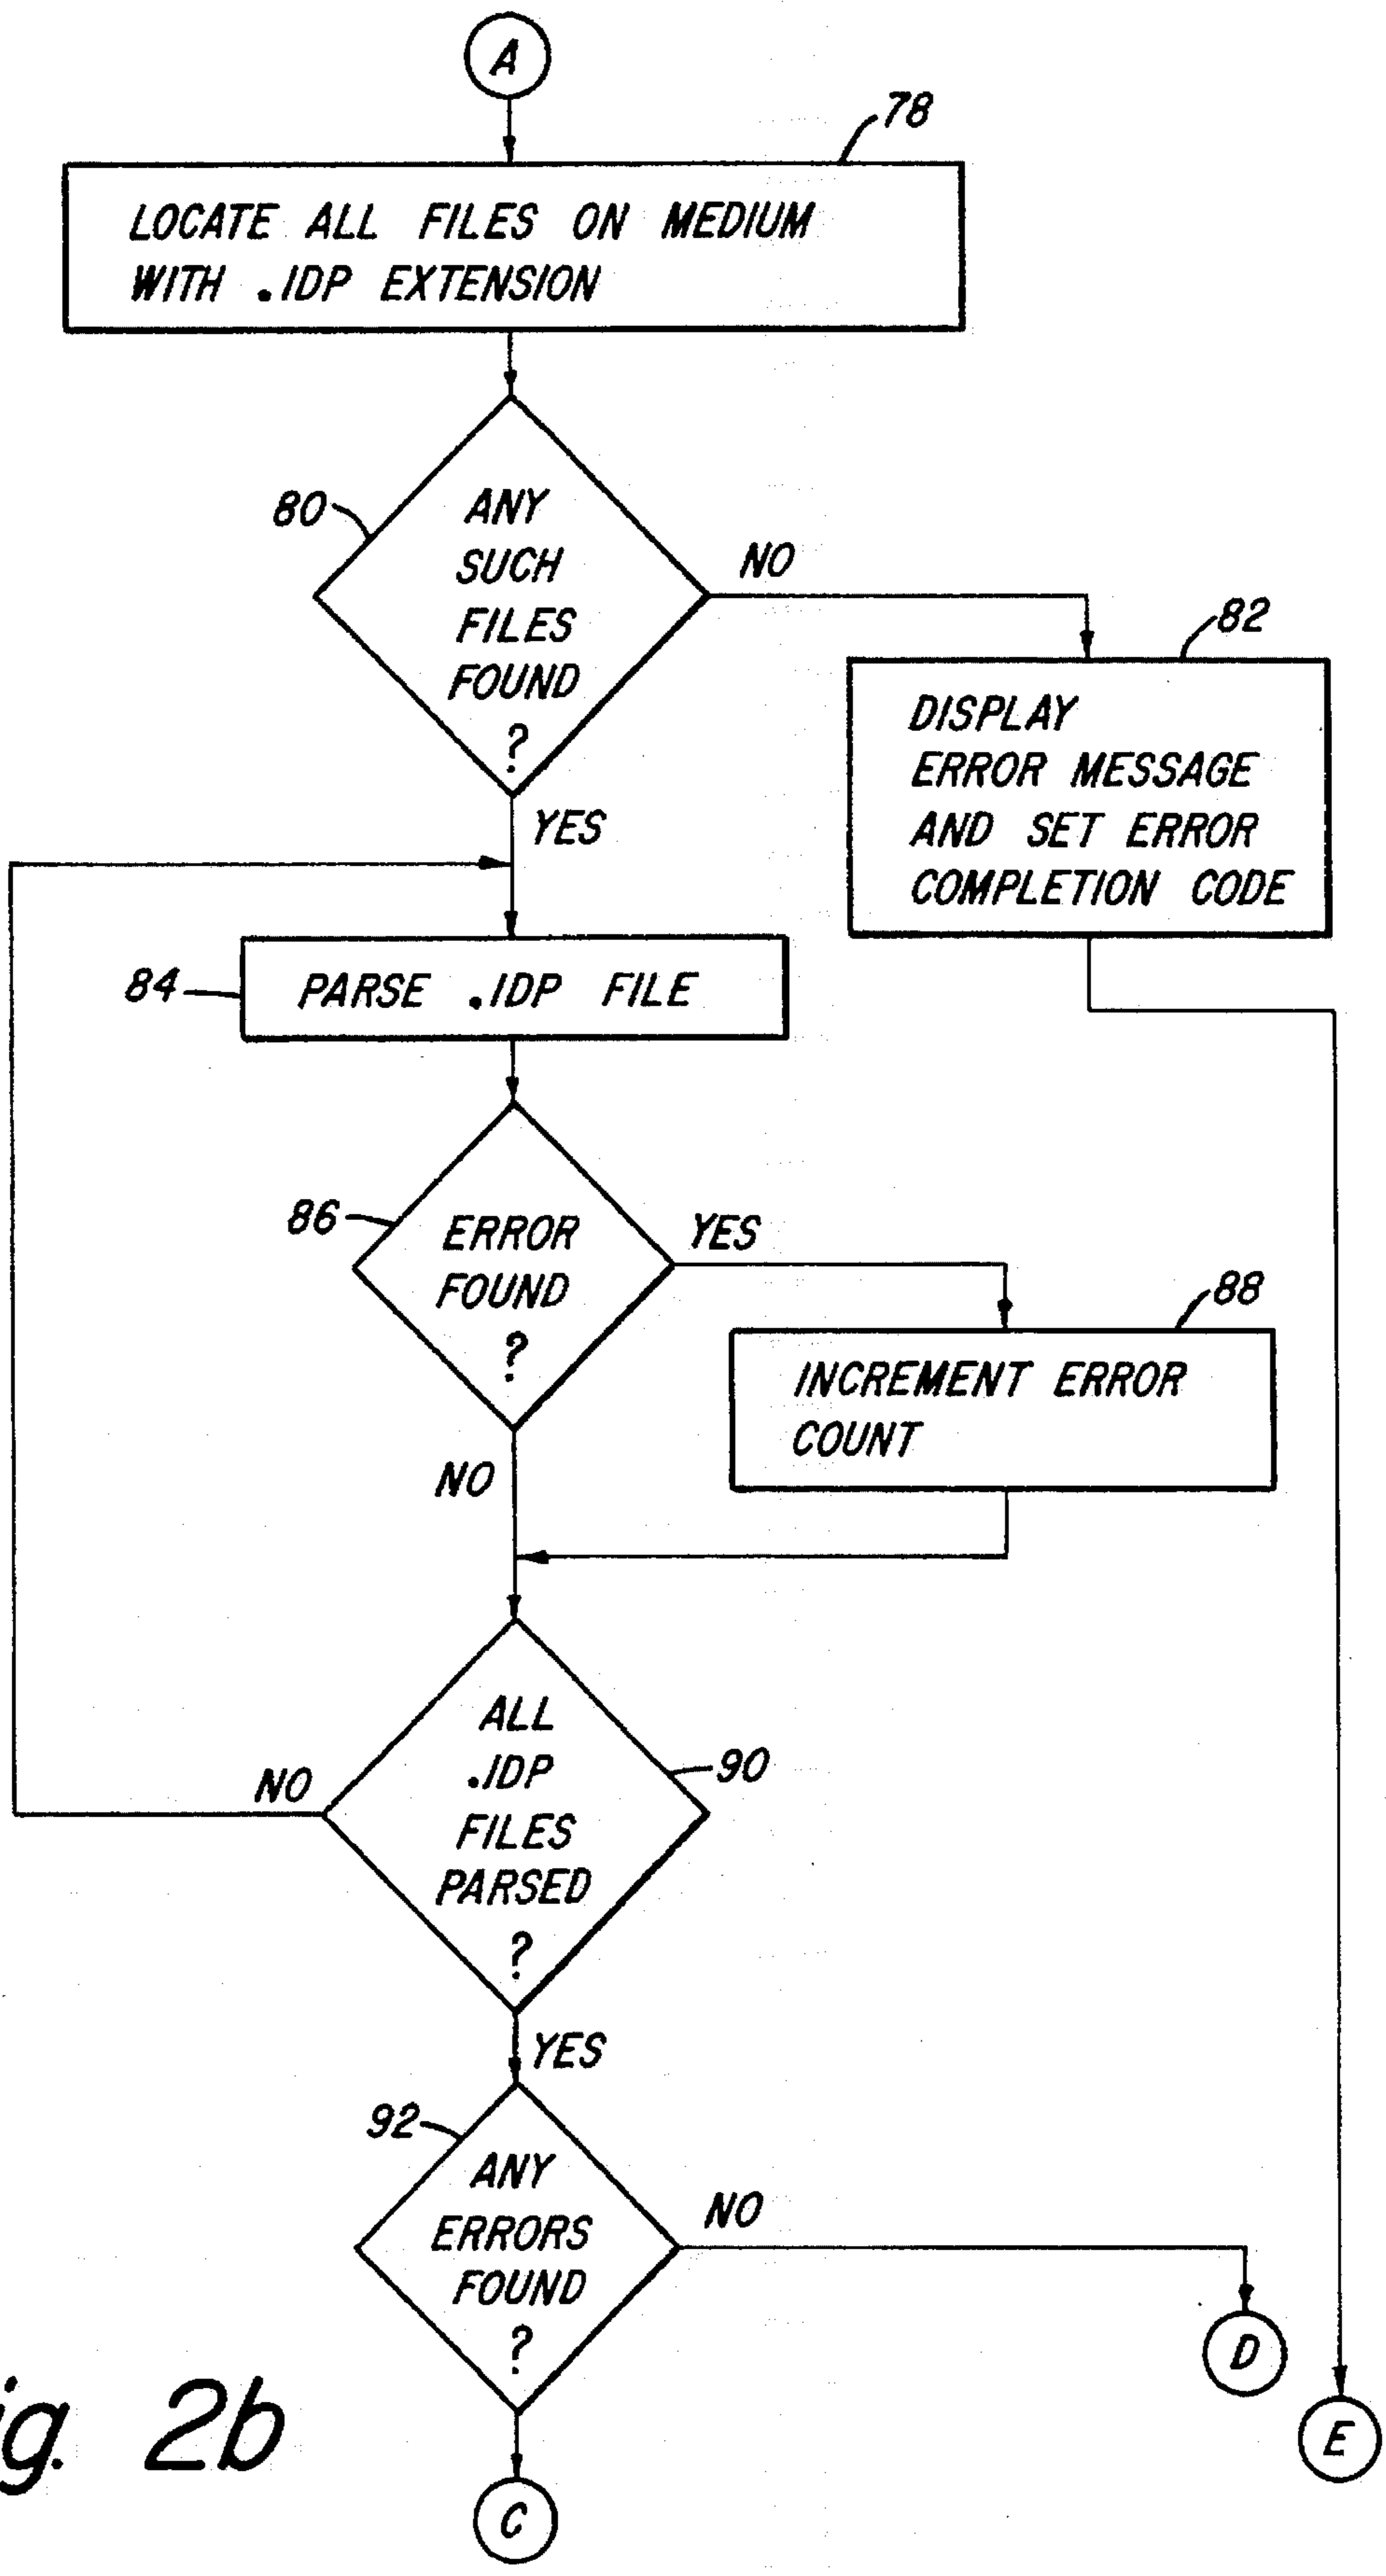 A
78
LOCATE ALL FILES ON MEDIUM
WITH .IDP EXTENSION
80
ANY
SUCH
FILES
FOUND
?
NO
82
DISPLAY
ERROR MESSAGE
AND SET ERROR
COMPLETION CODE
YES
84
PARSE .IDP FILE
86
ERROR
FOUND
?
YES
88
INCREMENT ERROR
COUNT
NO
ALL
.IDP
FILES
PARSED
?
90
NO
YES
92
ANY
ERRORS
FOUND
?
NO
D
E
C
ig. 2b